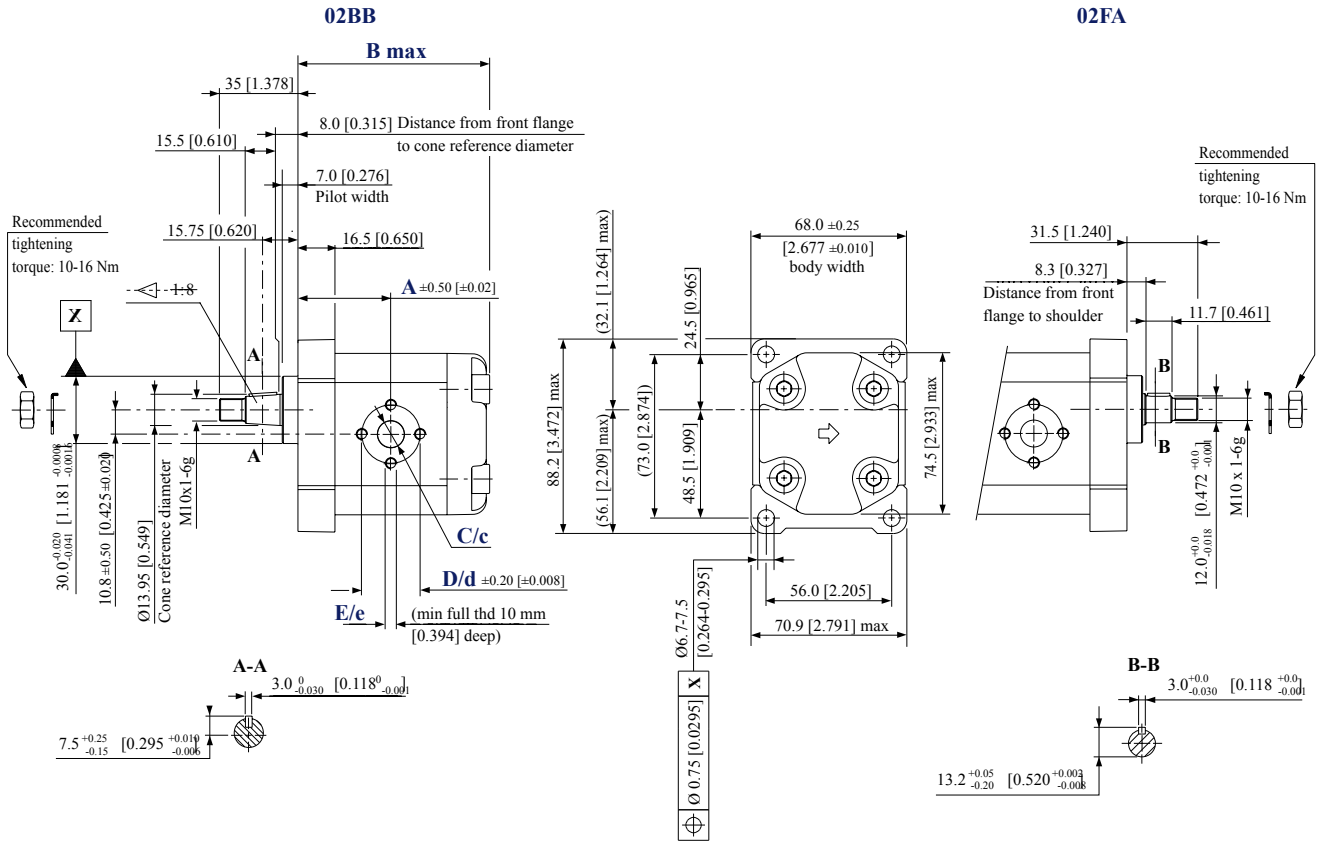 02BB
02FA
B max
35 [1.378]
8.0 [0.315] Distance from front flange
to cone reference diameter
15.5 [0.610]
7.0 [0.276]
Pilot width
15.75 [0.620]
16.5 [0.650]
Recommended
tightening
torque: 10-16 Nm
1:8
A ±0.50 [±0.02]
X
A
A
30.0 -0.020 -0.041 [1.181 -0.0008 -0.0016]
10.8 ±0.50 [0.425±0.020]
Ø13.95 [0.549]
Cone reference diameter
M10x1-6g
C/c
D/d ±0.20 [±0.008]
E/e
(min full thd 10 mm
[0.394] deep)
A-A
3.0 0 -0.030 [0.118 0 -0.001]
7.5 +0.25 -0.15 [0.295 +0.010 -0.006]
68.0 ±0.25
[2.677 ±0.010]
body width
(32.1 [1.264] max)
24.5 [0.965]
88.2 [3.472] max
(56.1 [2.209] max)
(73.0 [2.874])
48.5 [1.909]
74.5 [2.933] max
56.0 [2.205]
70.9 [2.791] max
Ø6.7-7.5
[0.264-0.295]
Ø 0.75 [0.0295] X
Recommended
tightening
torque: 10-16 Nm
31.5 [1.240]
8.3 [0.327]
Distance from front
flange to shoulder
11.7 [0.461]
B
B
12.0 +0.0 -0.018 [0.472 +0.0 -0.001]
M10 x 1-6g
B-B
3.0 +0.0 -0.030 [0.118 +0.0 -0.001]
13.2 +0.05 -0.20 [0.520 +0.002 -0.008]